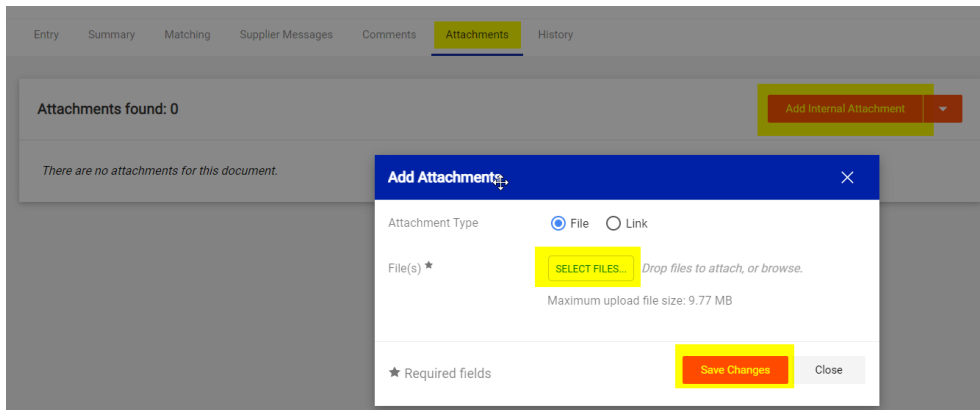 Entry Summary Matching Supplier Messages Comments Attachments History
Attachments found: 0
Add Internal Attachment
There are no attachments for this document.
Add Attachments
Attachment Type File Link
File(s) ★ SELECT FILES... Drop files to attach, or browse.
Maximum upload file size: 9.77 MB
★ Required fields Save Changes Close